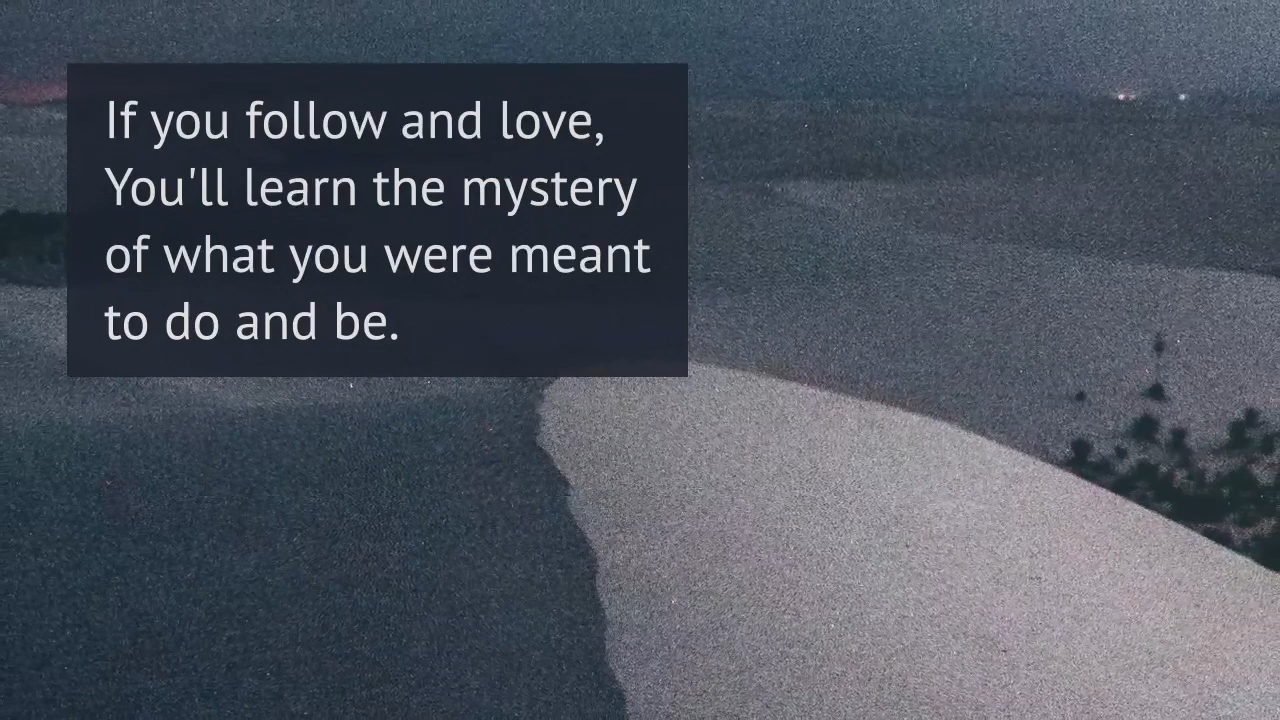 If you follow and love,
You'll learn the mystery
of what you were meant
to do and be.